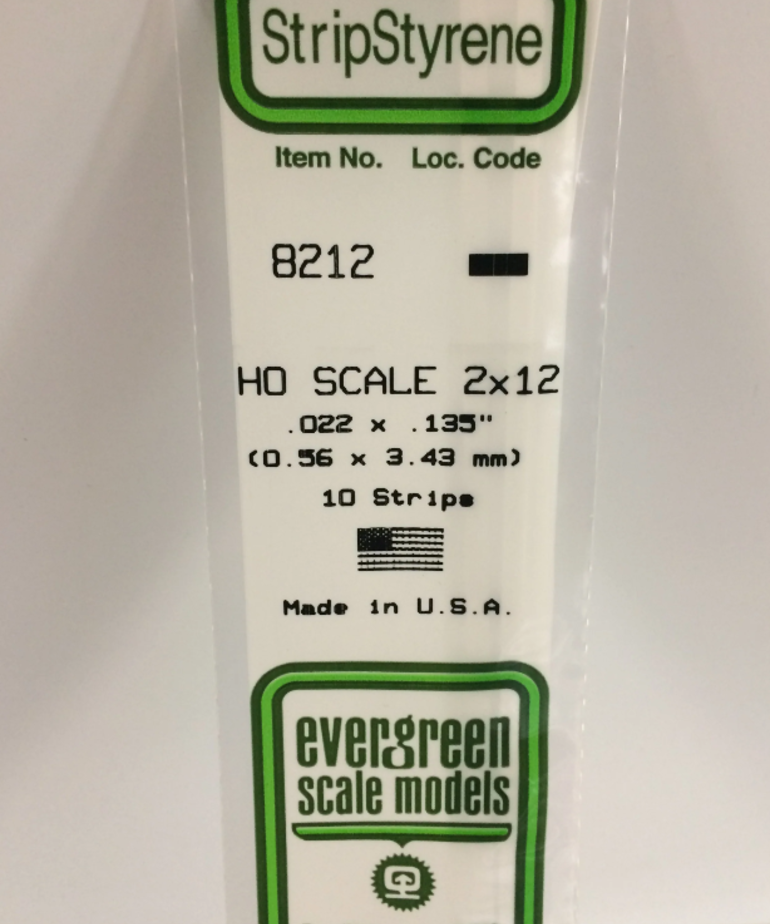 StripStyrene
Item No. Loc. Code
8212
HO SCALE 2x12
.022 x .135"
(0.56 x 3.43 mm)
10 Strips
Made in U.S.A.
evergreen
scale models